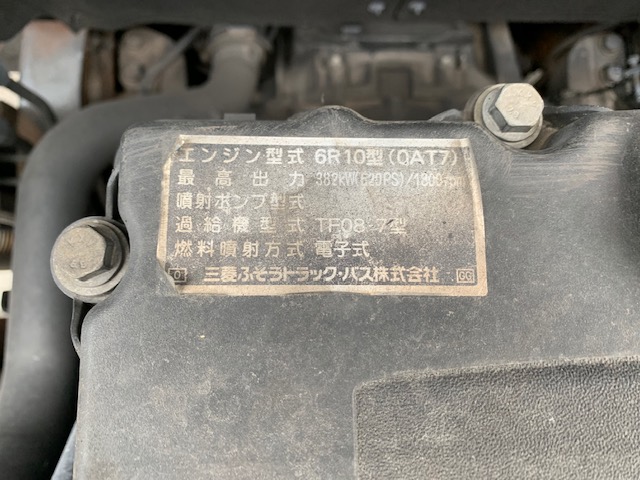 エンジン型式 6R10型(0AT7)
最高出力 382kW(520PS)/1800rpm
噴射ポンプ型式
過給機型式 TF08 7型
燃料噴射方式 電子式
三菱ふそうトラック・バス株式会社